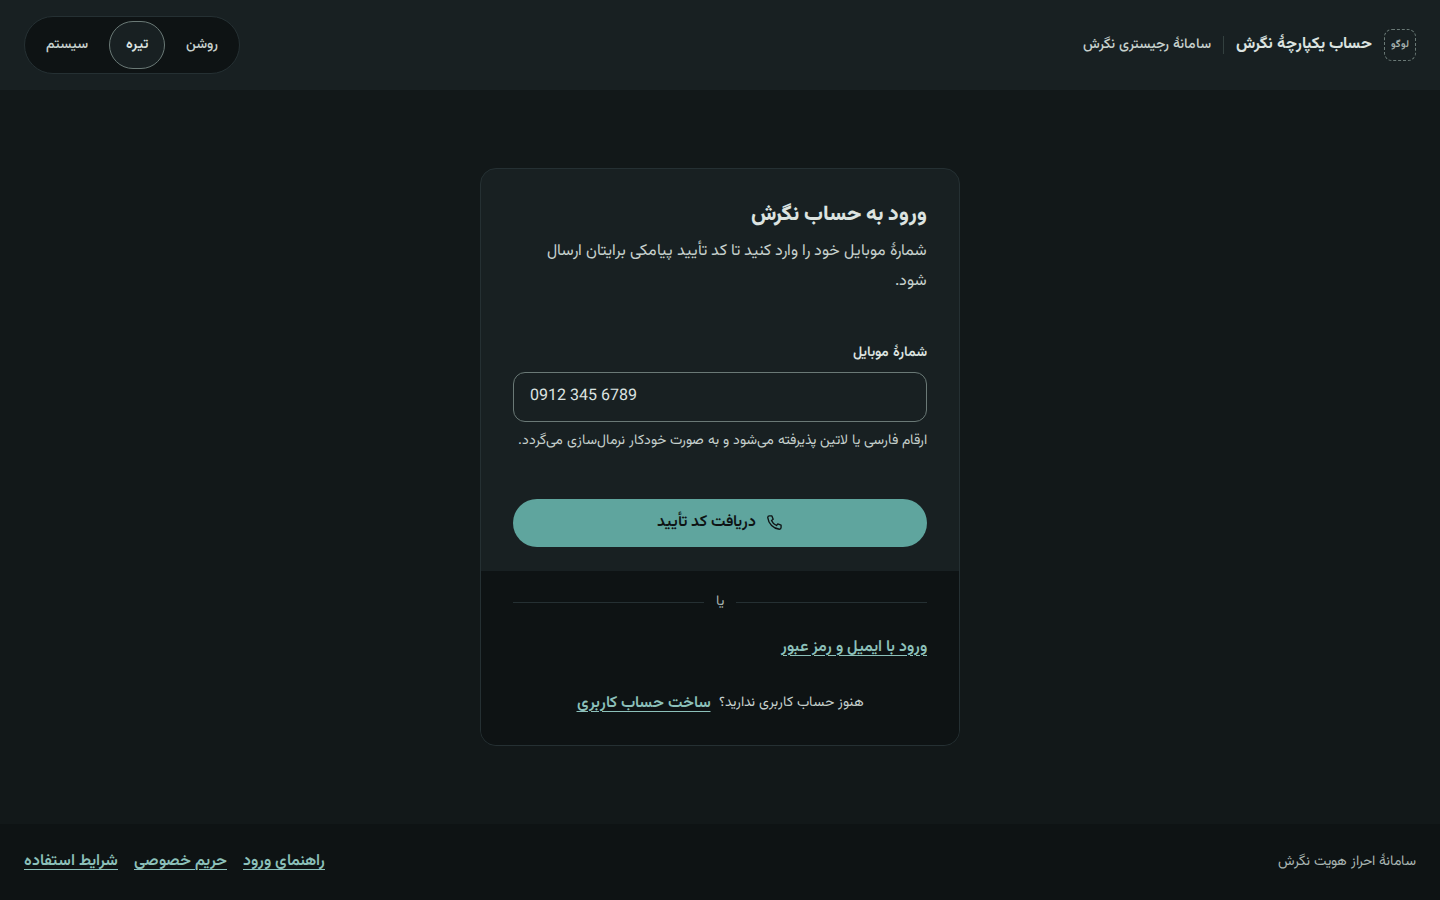 لوگو
حساب یکپارچهٔ نگرش
سامانهٔ رجیستری نگرش
روشن
تیره
سیستم
ورود به حساب نگرش
شمارهٔ موبایل خود را وارد کنید تا کد تأیید پیامکی برایتان ارسال
شود.
شمارهٔ موبایل
0912 345 6789
ارقام فارسی یا لاتین پذیرفته می‌شود و به صورت خودکار نرمال‌سازی می‌گردد.
دریافت کد تأیید
یا
ورود با ایمیل و رمز عبور
هنوز حساب کاربری ندارید؟ ساخت حساب کاربری
سامانهٔ احراز هویت نگرش
راهنمای ورود
حریم خصوصی
شرایط استفاده